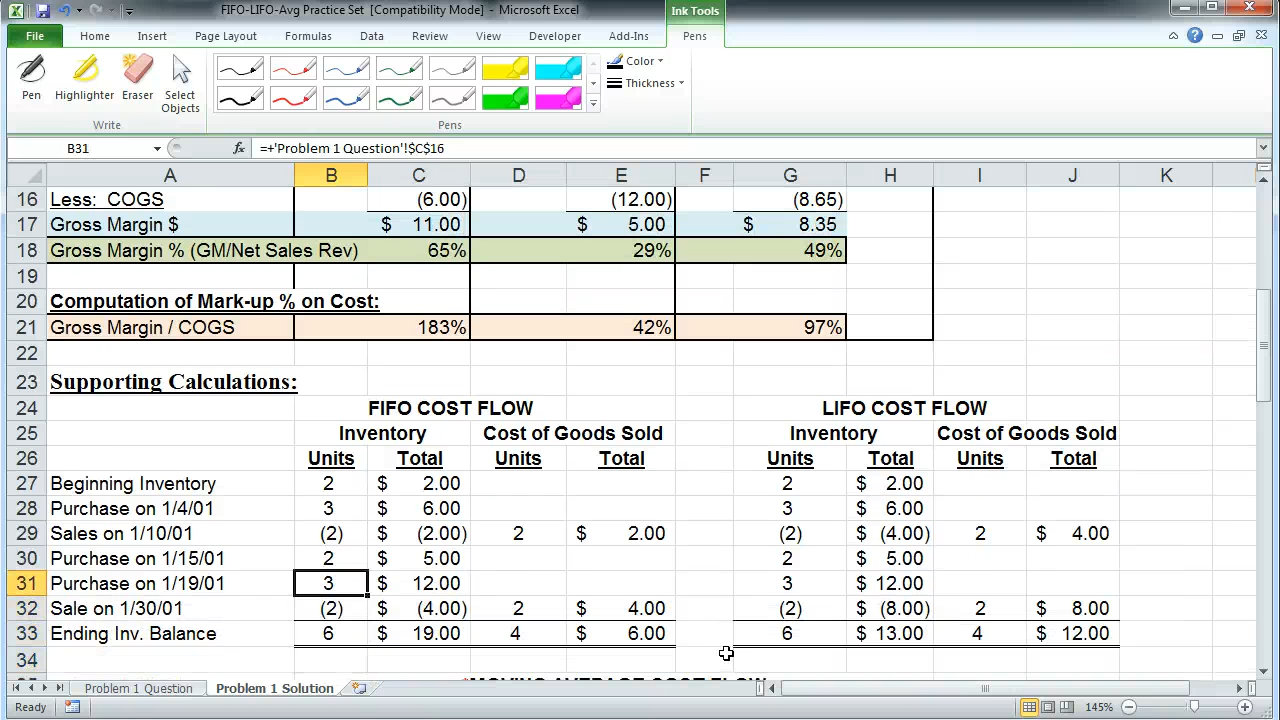 FIFO-LIFO-Avg Practice Set [Compatibility Mode] - Microsoft Excel
Ink Tools
File Home Insert Page Layout Formulas Data Review View Developer Add-Ins Pens
Pen Highlighter Eraser Select Objects
Color
Thickness
Write Pens
B31 fx =+'Problem 1 Question'!$C$16
A B C D E F G H I J K
16 Less: COGS (6.00) (12.00) (8.65)
17 Gross Margin $ $ 11.00 $ 5.00 $ 8.35
18 Gross Margin % (GM/Net Sales Rev) 65% 29% 49%
19
20 Computation of Mark-up % on Cost:
21 Gross Margin / COGS 183% 42% 97%
22
23 Supporting Calculations:
24 FIFO COST FLOW LIFO COST FLOW
25 Inventory Cost of Goods Sold Inventory Cost of Goods Sold
26 Units Total Units Total Units Total Units Total
27 Beginning Inventory 2 $ 2.00 2 $ 2.00
28 Purchase on 1/4/01 3 $ 6.00 3 $ 6.00
29 Sales on 1/10/01 (2) $ (2.00) 2 $ 2.00 (2) $ (4.00) 2 $ 4.00
30 Purchase on 1/15/01 2 $ 5.00 2 $ 5.00
31 Purchase on 1/19/01 3 $ 12.00 3 $ 12.00
32 Sale on 1/30/01 (2) $ (4.00) 2 $ 4.00 (2) $ (8.00) 2 $ 8.00
33 Ending Inv. Balance 6 $ 19.00 4 $ 6.00 6 $ 13.00 4 $ 12.00
34
MOVING AVERAGE COST FLOW
Problem 1 Question Problem 1 Solution
Ready 145%